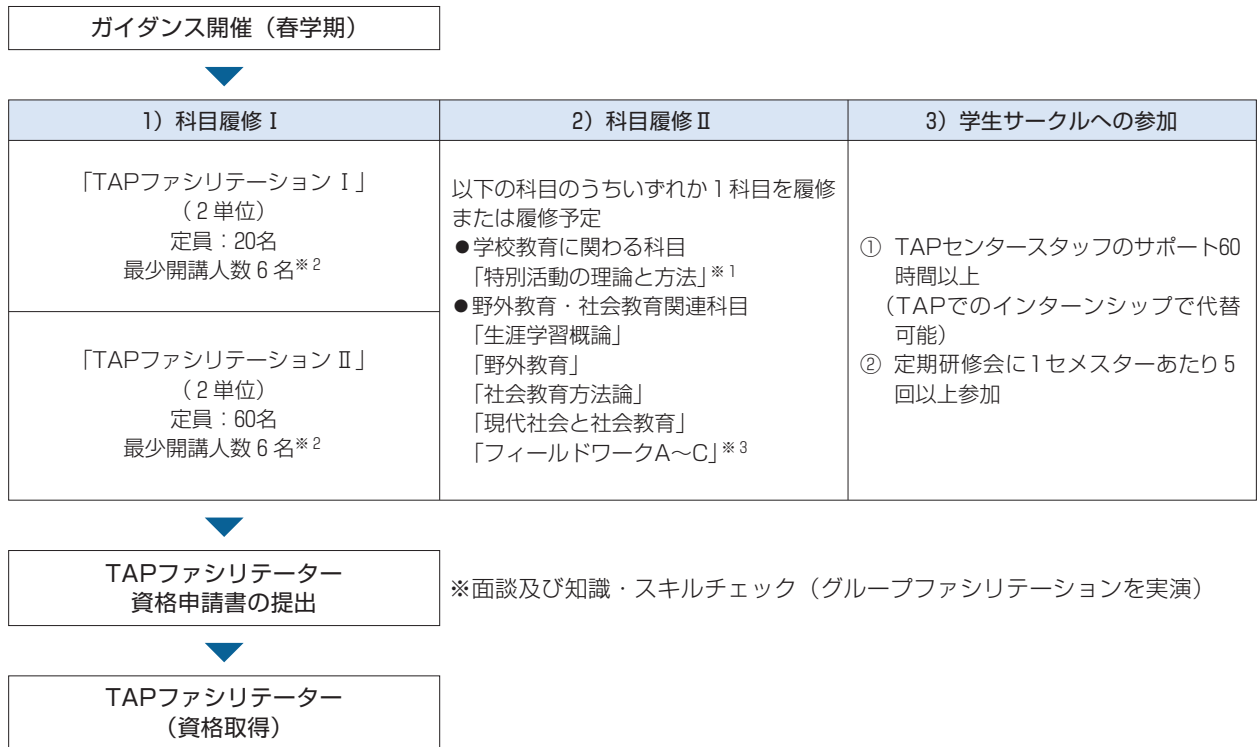 ガイダンス開催（春学期）
1）科目履修Ⅰ
2）科目履修Ⅱ
3）学生サークルへの参加
「TAPファシリテーション Ⅰ」
（2単位）
定員：20名
最少開講人数 6 名※2
「TAPファシリテーション Ⅱ」
（2単位）
定員：60名
最少開講人数 6 名※2
以下の科目のうちいずれか1科目を履修
または履修予定
●学校教育に関わる科目
「特別活動の理論と方法」※1
●野外教育・社会教育関連科目
「生涯学習概論」
「野外教育」
「社会教育方法論」
「現代社会と社会教育」
「フィールドワークA～C」※3
① TAPセンタースタッフのサポート60
時間以上
（TAPでのインターンシップで代替
可能）
② 定期研修会に1セメスターあたり5
回以上参加
TAPファシリテーター
資格申請書の提出
※面談及び知識・スキルチェック（グループファシリテーションを実演）
TAPファシリテーター
（資格取得）